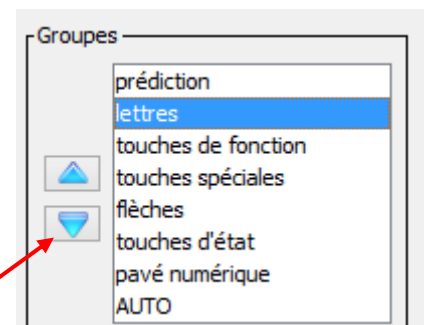 Groupes
prédiction
lettres
touches de fonction
touches spéciales
flèches
touches d'état
pavé numérique
AUTO